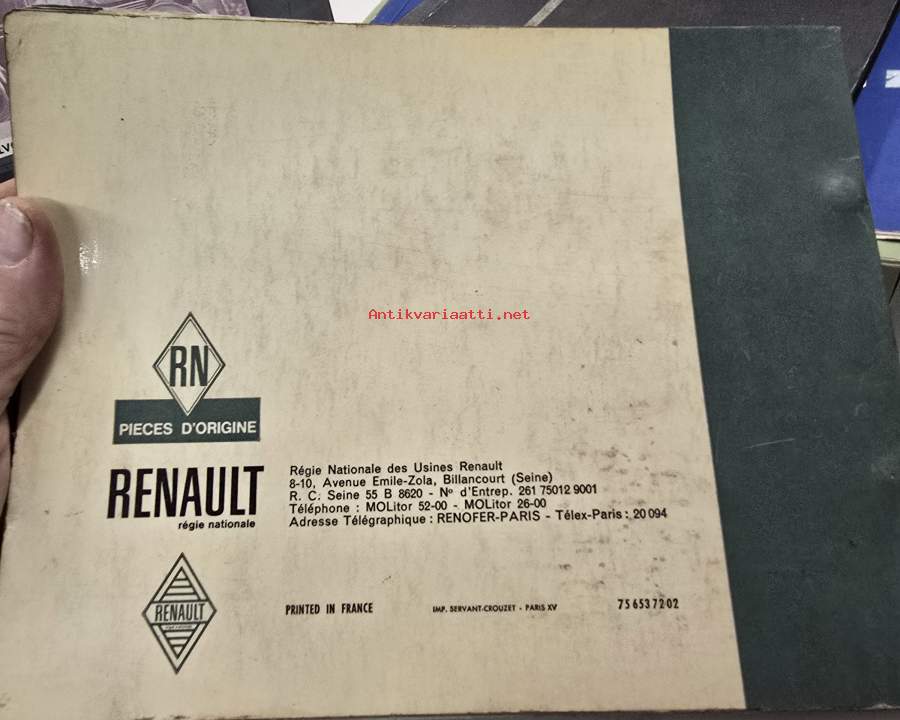 Antikvariaatti.net
RN
PIECES D'ORIGINE
RENAULT
régie nationale
Régie Nationale des Usines Renault
8-10, Avenue Emile-Zola, Billancourt (Seine)
R. C. Seine 55 B 8620 - Nº d'Entrep. 261 75012 9001
Téléphone : MOLitor 52-00 - MOLitor 26-00
Adresse Télégraphique : RENOFER-PARIS - Télex-Paris : 20 094
RENAULT
PRINTED IN FRANCE
IMP. SERVANT-CROUZET - PARIS XV
756537202